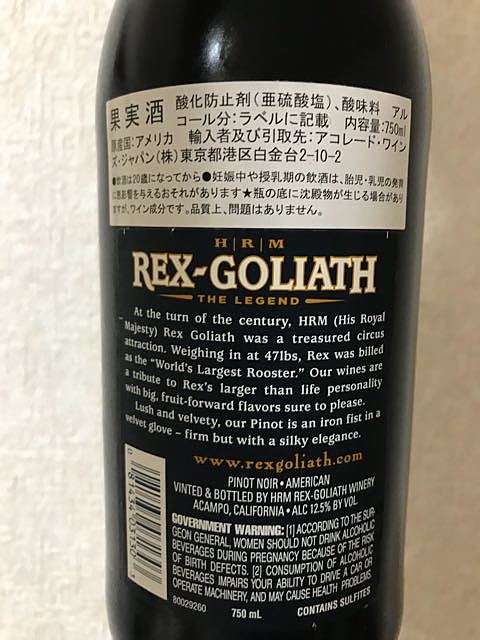 果実酒 酸化防止剤(亜硫酸塩)、酸味料 アル
コール分:ラベルに記載 内容量:750ml
原産国:アメリカ 輸入者及び引取先:アコレード・ワイン
ズ・ジャパン(株)東京都港区白金台2-10-2
●飲酒は20歳になってから●妊娠中や授乳期の飲酒は、胎児・乳児の発育
に悪影響を与えるおそれがあります★瓶の底に沈殿物が生じる場合があり
ますが、ワイン成分です。品質上、問題はありません。
H|R|M
REX-GOLIATH
THE LEGEND
At the turn of the century, HRM (His Royal
Majesty) Rex Goliath was a treasured circus
attraction. Weighing in at 47lbs, Rex was billed
as the "World's Largest Rooster." Our wines are
a tribute to Rex's larger than life personality
with big, fruit-forward flavors sure to please.
Lush and velvety, our Pinot is an iron fist in a
velvet glove – firm but with a silky elegance.
www.rexgoliath.com
PINOT NOIR • AMERICAN
VINTED & BOTTLED BY HRM REX-GOLIATH WINERY
ACAMPO, CALIFORNIA • ALC 12.5% BY VOL.
GOVERNMENT WARNING: [1] ACCORDING TO THE SUR-
GEON GENERAL, WOMEN SHOULD NOT DRINK ALCOHOLIC
BEVERAGES DURING PREGNANCY BECAUSE OF THE RISK
OF BIRTH DEFECTS. [2] CONSUMPTION OF ALCOHOLIC
BEVERAGES IMPAIRS YOUR ABILITY TO DRIVE A CAR OR
OPERATE MACHINERY, AND MAY CAUSE HEALTH PROBLEMS.
80029260 750 mL CONTAINS SULFITES